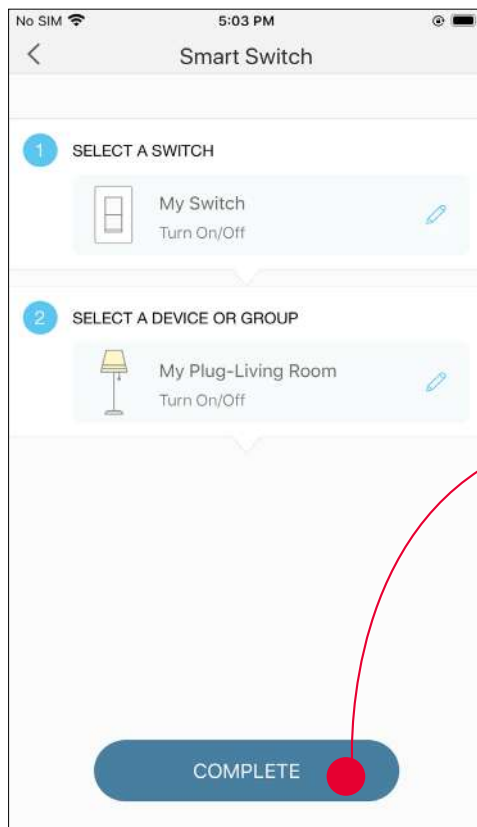 No SIM 5:03 PM
Smart Switch
1 SELECT A SWITCH
My Switch
Turn On/Off
2 SELECT A DEVICE OR GROUP
My Plug-Living Room
Turn On/Off
COMPLETE